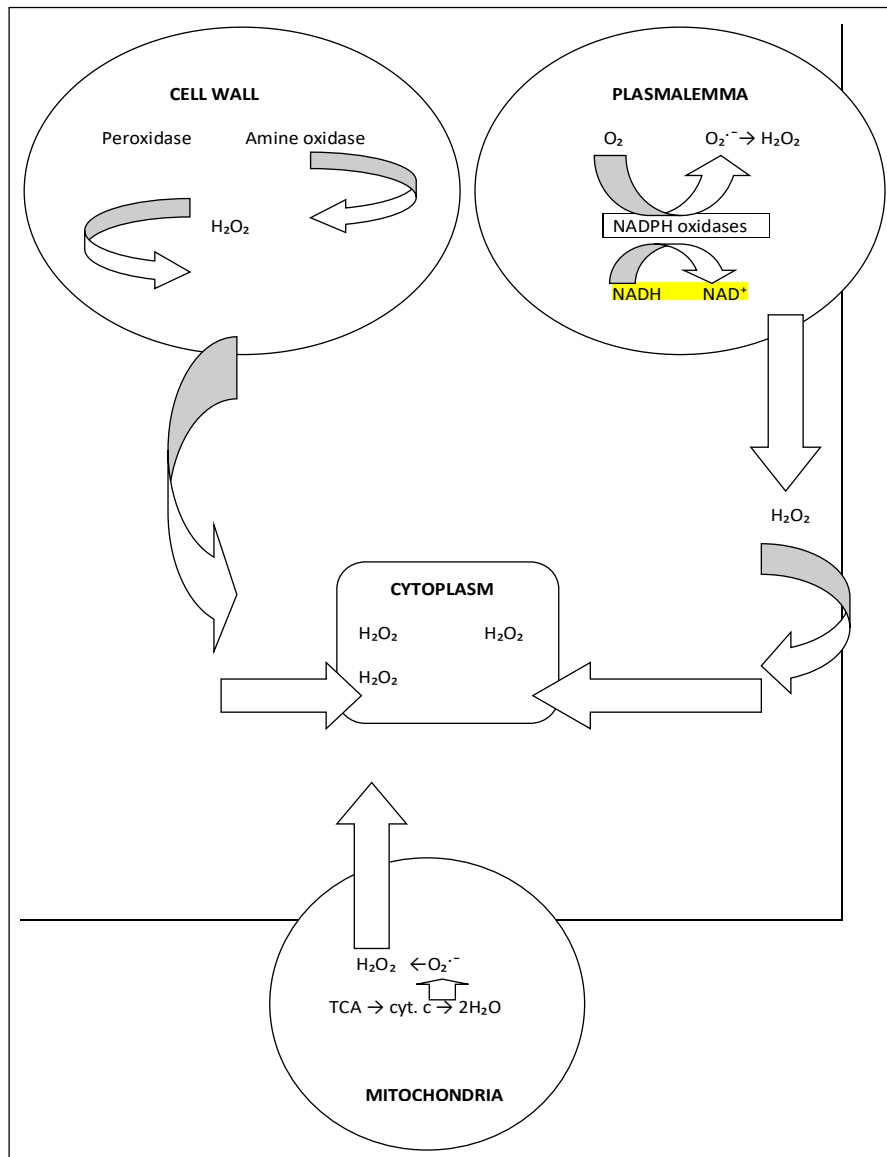 CELL WALL
Peroxidase Amine oxidase
H₂O₂
PLASMALEMMA
O₂ O₂·⁻ → H₂O₂
NADPH oxidases
NADH NAD⁺
H₂O₂
CYTOPLASM
H₂O₂ H₂O₂
H₂O₂
H₂O₂ ←O₂·⁻
TCA → cyt. c → 2H₂O
MITOCHONDRIA